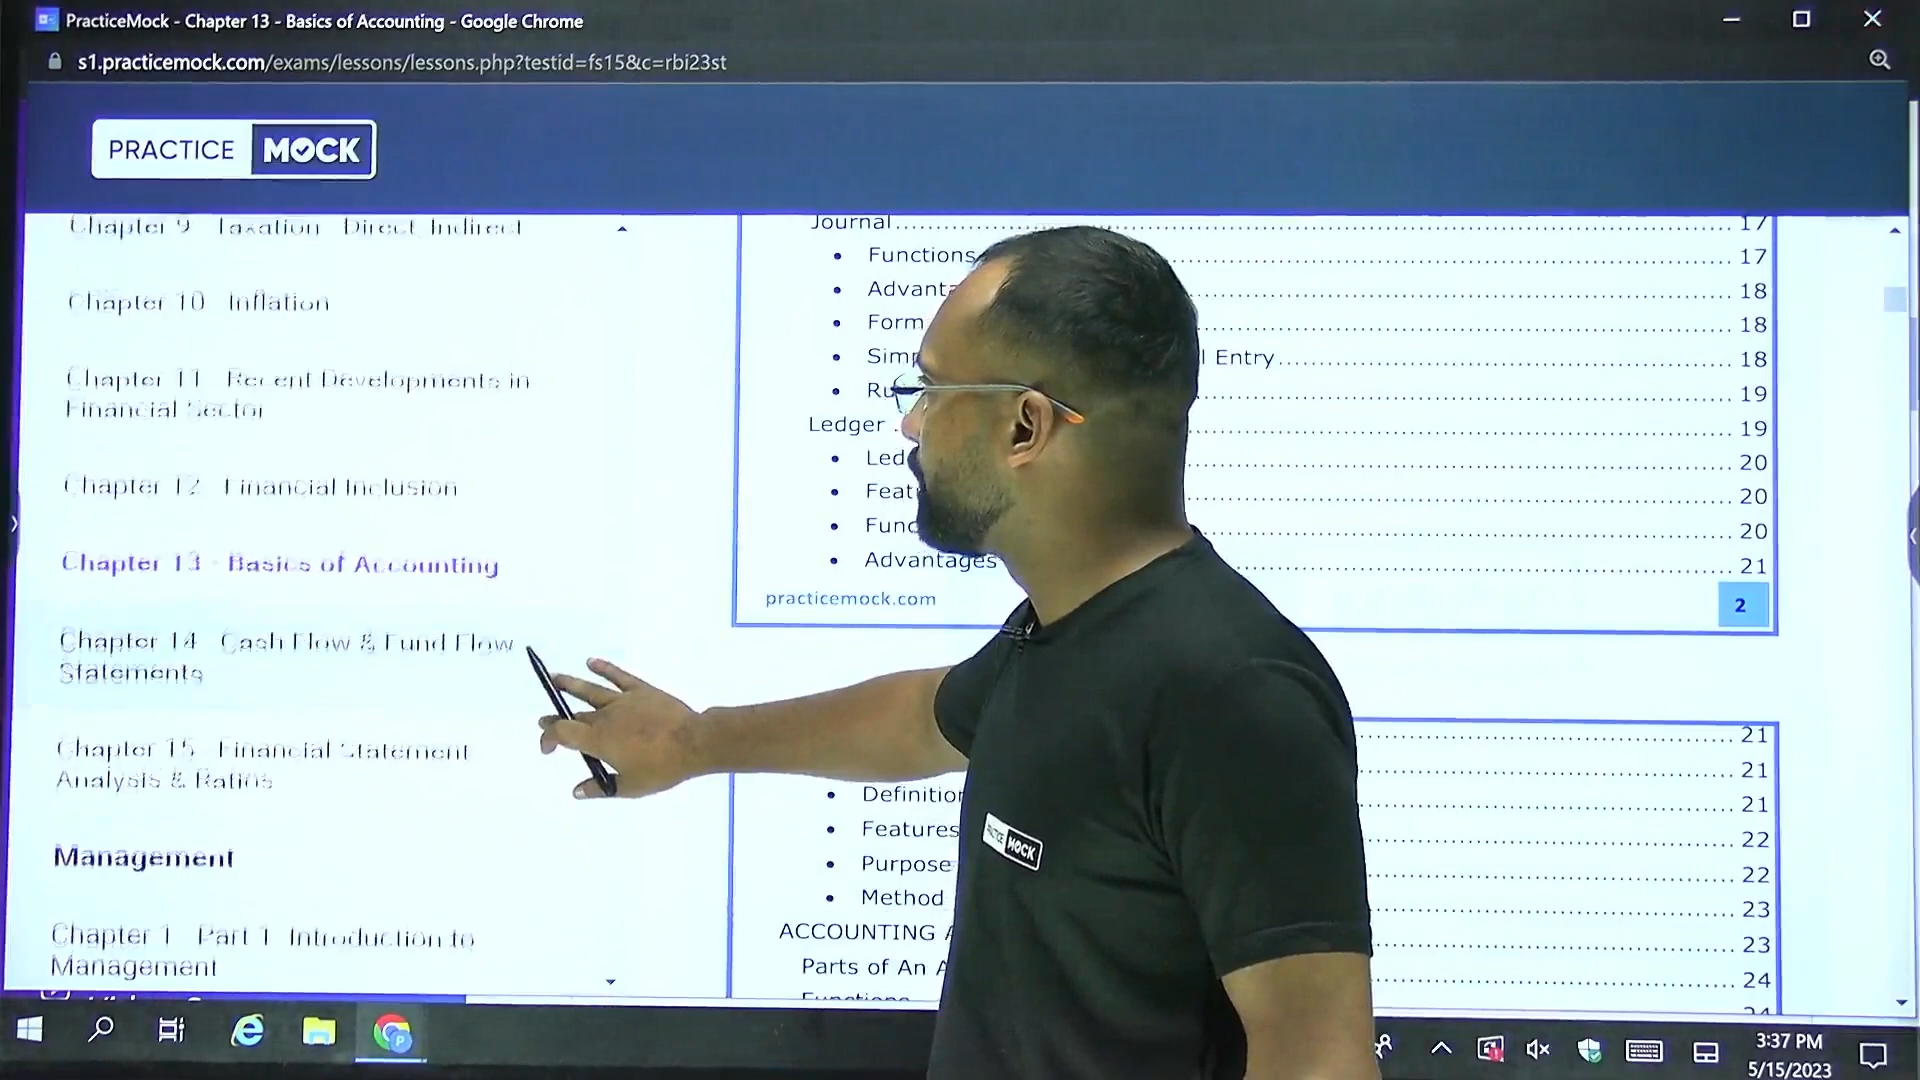 PracticeMock - Chapter 13 - Basics of Accounting - Google Chrome
s1.practicemock.com/exams/lessons/lessons.php?testid=fs15&c=rbi23st
PRACTICE MOCK
Chapter 9 Taxation Direct Indirect
Chapter 10 Inflation
Chapter 11 Recent Developments in
Financial Sector
Chapter 12 Financial Inclusion
Chapter 13 - Basics of Accounting
Chapter 14 Cash Flow & Fund Flow
Statements
Chapter 15 Financial Statement
Analysis & Ratios
Management
Chapter 1 Part 1 Introduction to
Management
Journal 17
• Functions 17
• 18
• Form 18
• l Entry 18
• 19
Ledger 19
• 20
• 20
• 20
• Advantages 21
practicemock.com 2
21
21
• 21
• Features 22
• Purpose 22
• Method 23
ACCOUNTING 23
Parts of An 24
PRACTICE MOCK
3:37 PM
5/15/2023